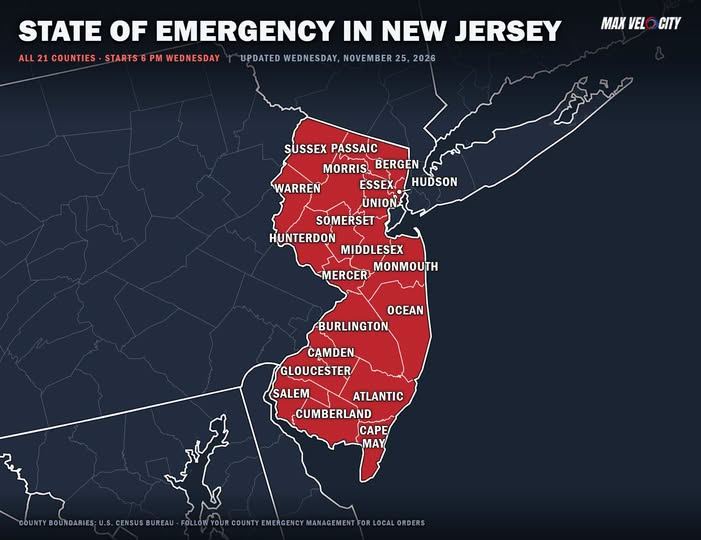 STATE OF EMERGENCY IN NEW JERSEY
MAX VELOCITY
ALL 21 COUNTIES - STARTS 6 PM WEDNESDAY | UPDATED WEDNESDAY, NOVEMBER 25, 2026
SUSSEX PASSAIC
BERGEN
MORRIS
ESSEX HUDSON
WARREN
UNION
SOMERSET
HUNTERDON
MIDDLESEX
MONMOUTH
MERCER
OCEAN
BURLINGTON
CAMDEN
GLOUCESTER
SALEM ATLANTIC
CUMBERLAND
CAPE
MAY
COUNTY BOUNDARIES: U.S. CENSUS BUREAU - FOLLOW YOUR COUNTY EMERGENCY MANAGEMENT FOR LOCAL ORDERS